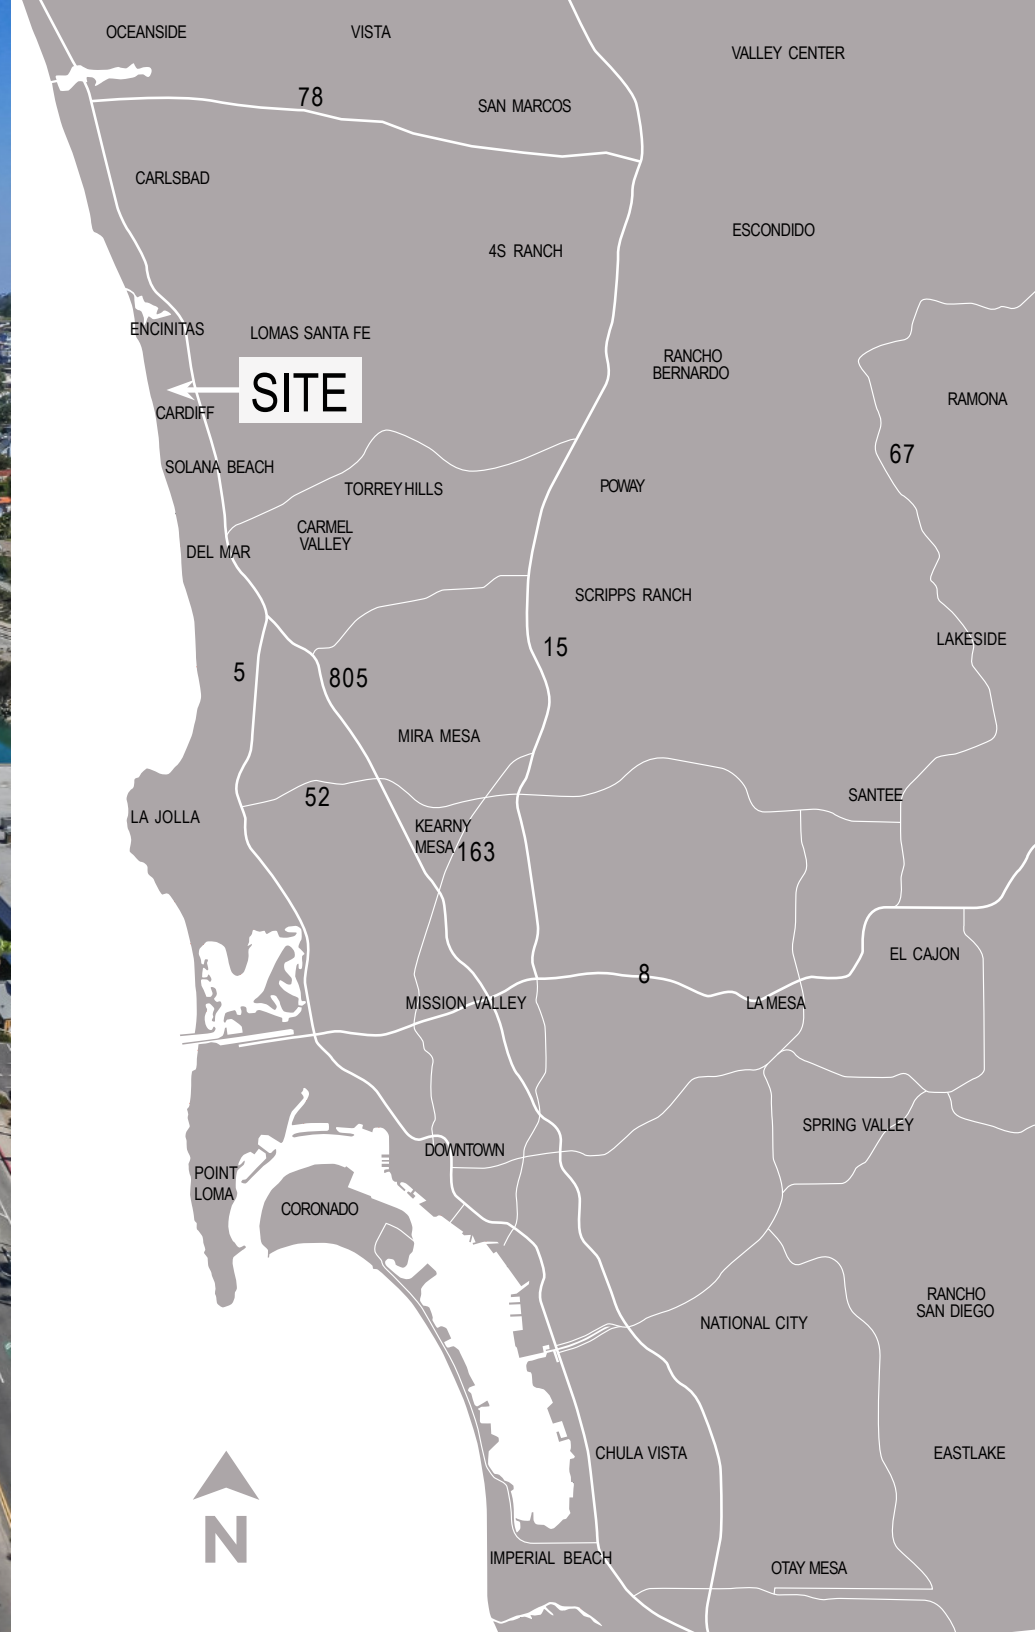 OCEANSIDE
VISTA
VALLEY CENTER
78
SAN MARCOS
CARLSBAD
ESCONDIDO
4S RANCH
ENCINITAS
LOMAS SANTA FE
RANCHO
BERNARDO
SITE
RAMONA
CARDIFF
67
SOLANA BEACH
TORREY HILLS
POWAY
CARMEL
VALLEY
DEL MAR
SCRIPPS RANCH
LAKESIDE
15
5
805
MIRA MESA
52
SANTEE
LA JOLLA
KEARNY
MESA
163
EL CAJON
8
MISSION VALLEY
LA MESA
SPRING VALLEY
DOWNTOWN
POINT
LOMA
CORONADO
RANCHO
SAN DIEGO
NATIONAL CITY
CHULA VISTA
EASTLAKE
N
IMPERIAL BEACH
OTAY MESA